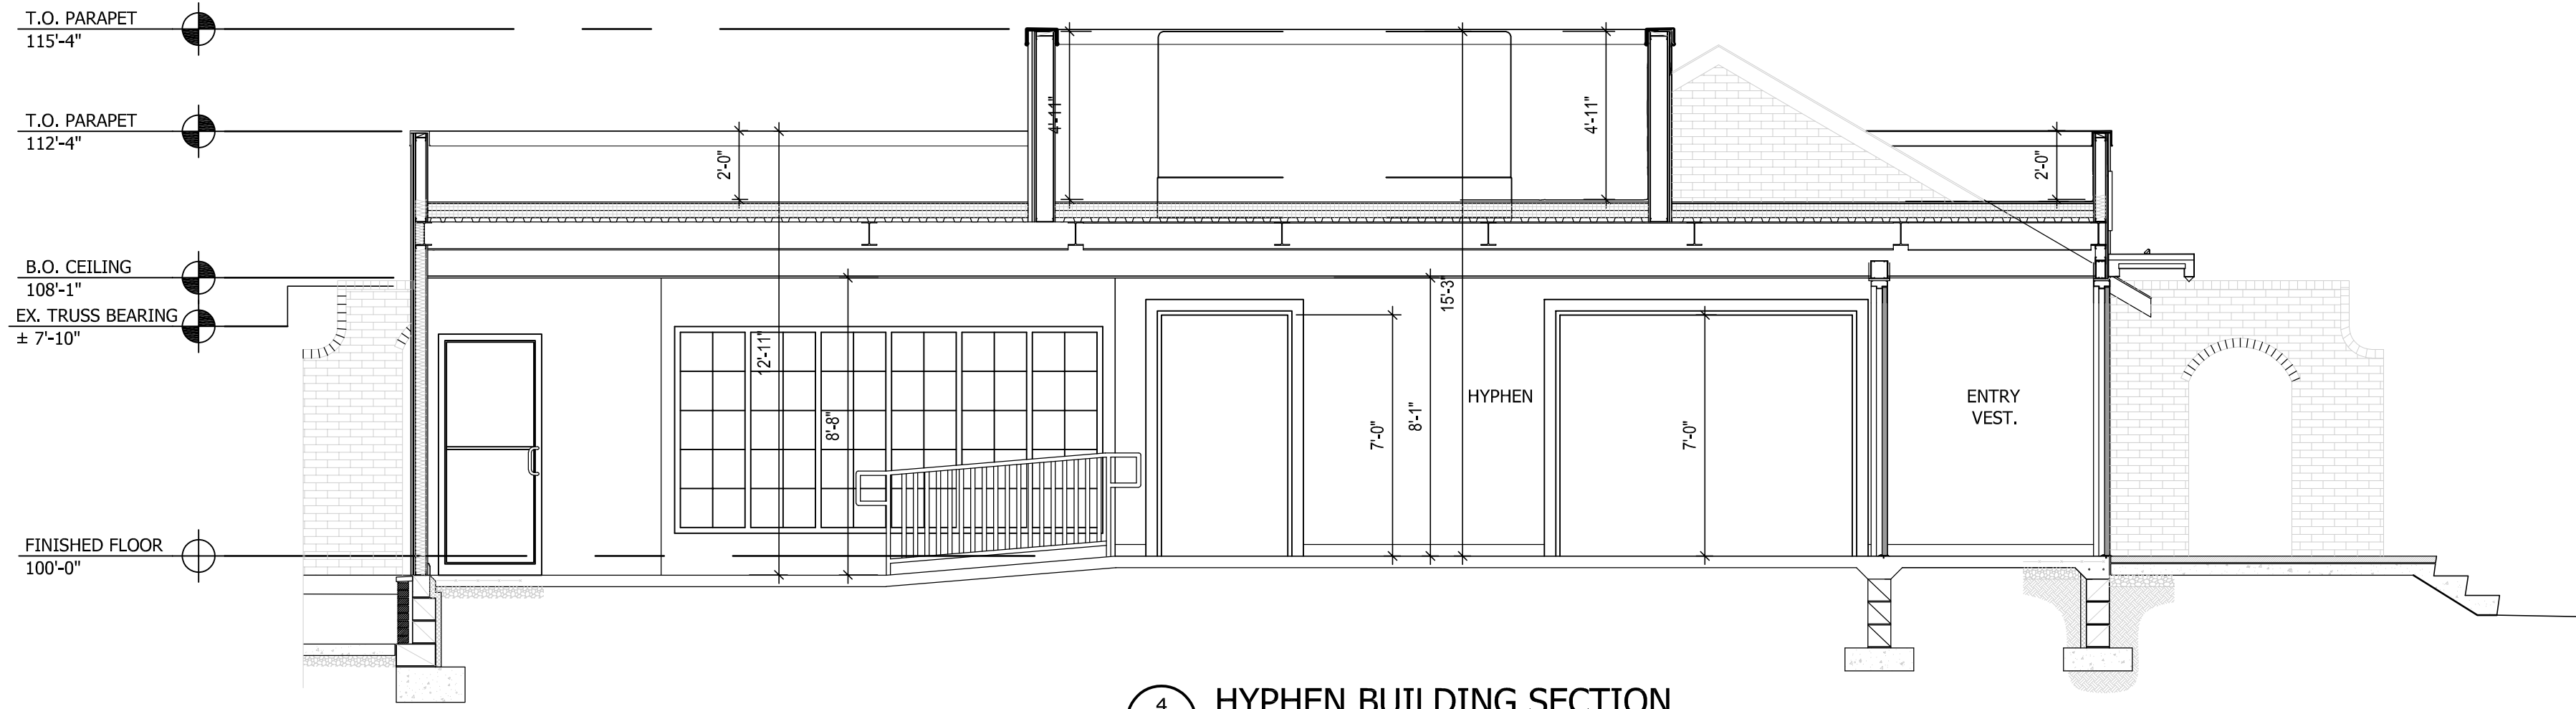 T.O. PARAPET
115'-4"
T.O. PARAPET
112'-4"
B.O. CEILING
108'-1"
EX. TRUSS BEARING
± 7'-10"
FINISHED FLOOR
100'-0"
2'-0"
12'-11"
8'-8"
4'-11"
4'-11"
15'-3"
7'-0"
8'-1"
7'-0"
2'-0"
HYPHEN
ENTRY
VEST.
4
HYPHEN BUILDING SECTION